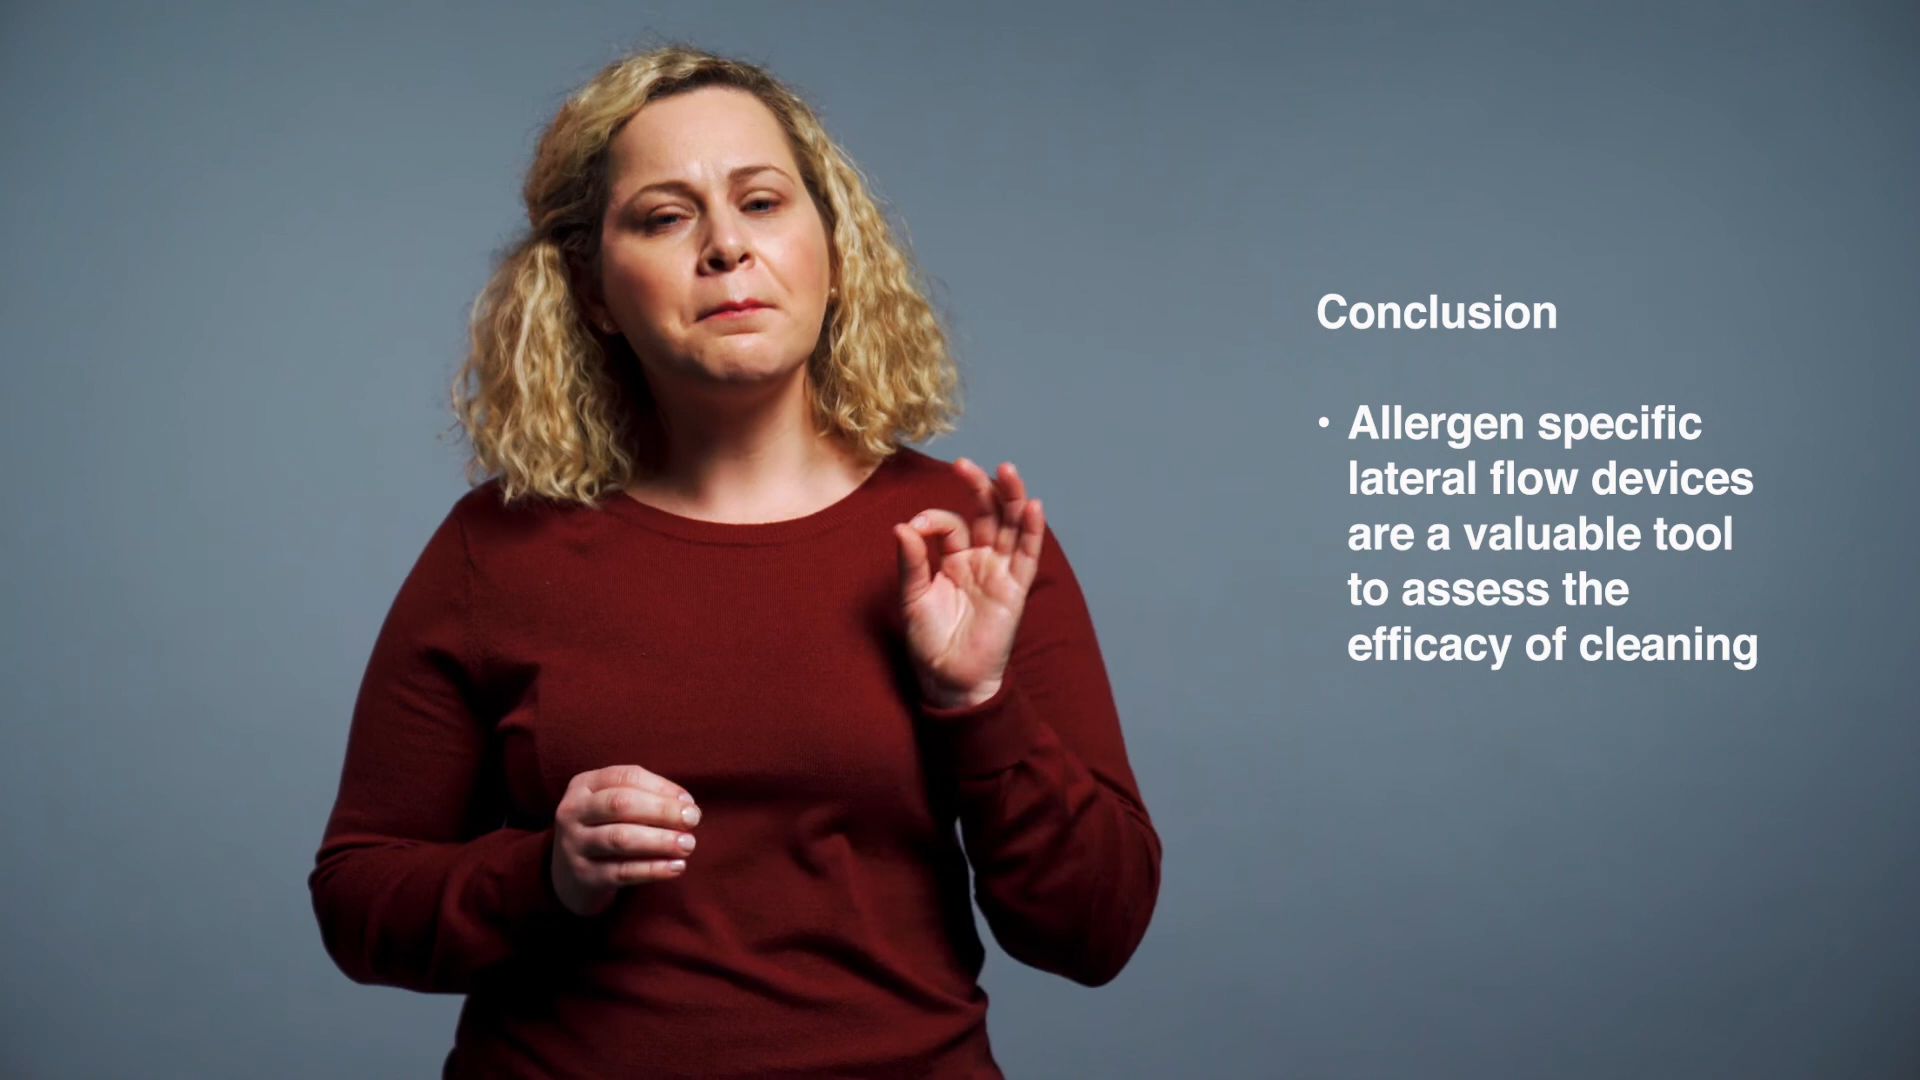 Conclusion
• Allergen specific
lateral flow devices
are a valuable tool
to assess the
efficacy of cleaning